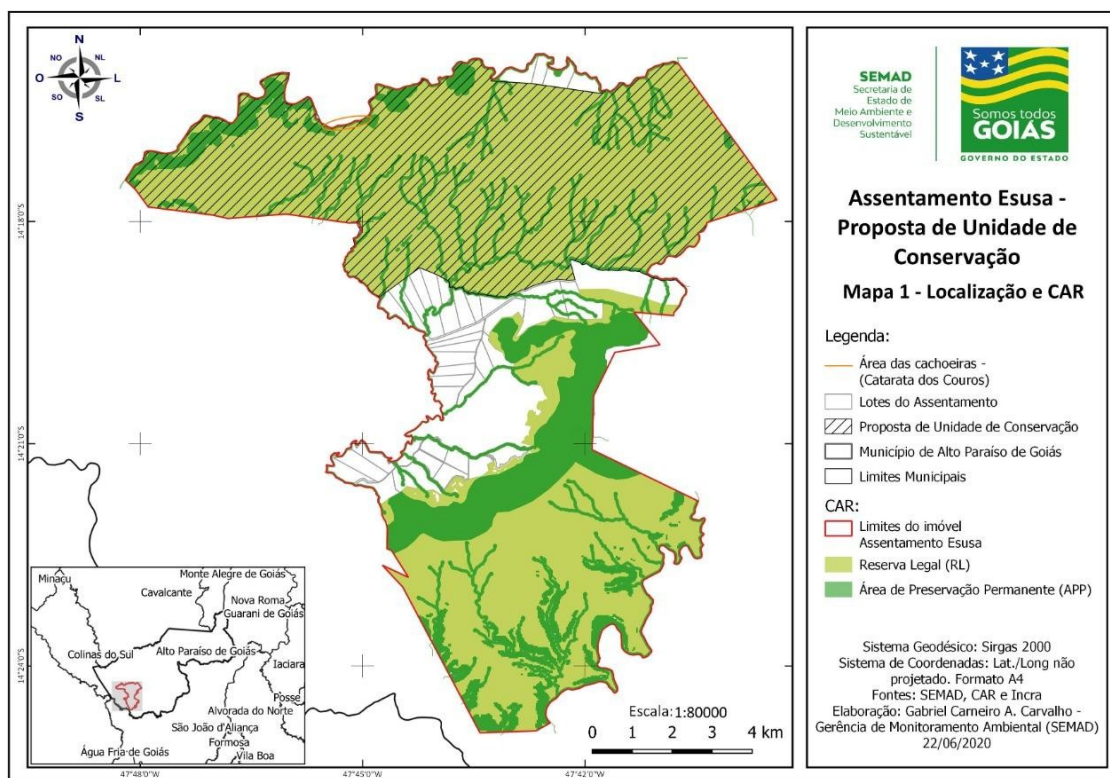 N
NO
NL
O
L
SO
SL
S
14°18'0"S
14°21'0"S
14°24'0"S
47°48'0"W
47°45'0"W
47°42'0"W
Minaçu
Monte Alegre de Goiás
Cavalcante
Nova Roma
Guarani de Goiás
Colinas do Sul
Alto Paraíso de Goiás
Iaciara
Posse
Alvorada do Norte
São João d'Aliança
Formosa
Água Fria de Goiás
Vila Boa
Escala: 1:80000
0 2 4 km
SEMAD
Secretaria de
Estado de
Meio Ambiente e
Desenvolvimento
Sustentável
Somos todos
GOIÁS
GOVERNO DO ESTADO
Assentamento Esusa -
Proposta de Unidade de
Conservação
Mapa 1 - Localização e CAR
Legenda:
Área das cachoeiras -
(Catarata dos Couros)
Lotes do Assentamento
Proposta de Unidade de Conservação
Município de Alto Paraíso de Goiás
Limites Municipais
CAR:
Limites do imóvel
Assentamento Esusa
Reserva Legal (RL)
Área de Preservação Permanente (APP)
Sistema Geodésico: Sirgas 2000
Sistema de Coordenadas: Lat./Long não
projetado. Formato A4
Fontes: SEMAD, CAR e Incra
Elaboração: Gabriel Carneiro A. Carvalho -
Gerência de Monitoramento Ambiental (SEMAD)
22/06/2020